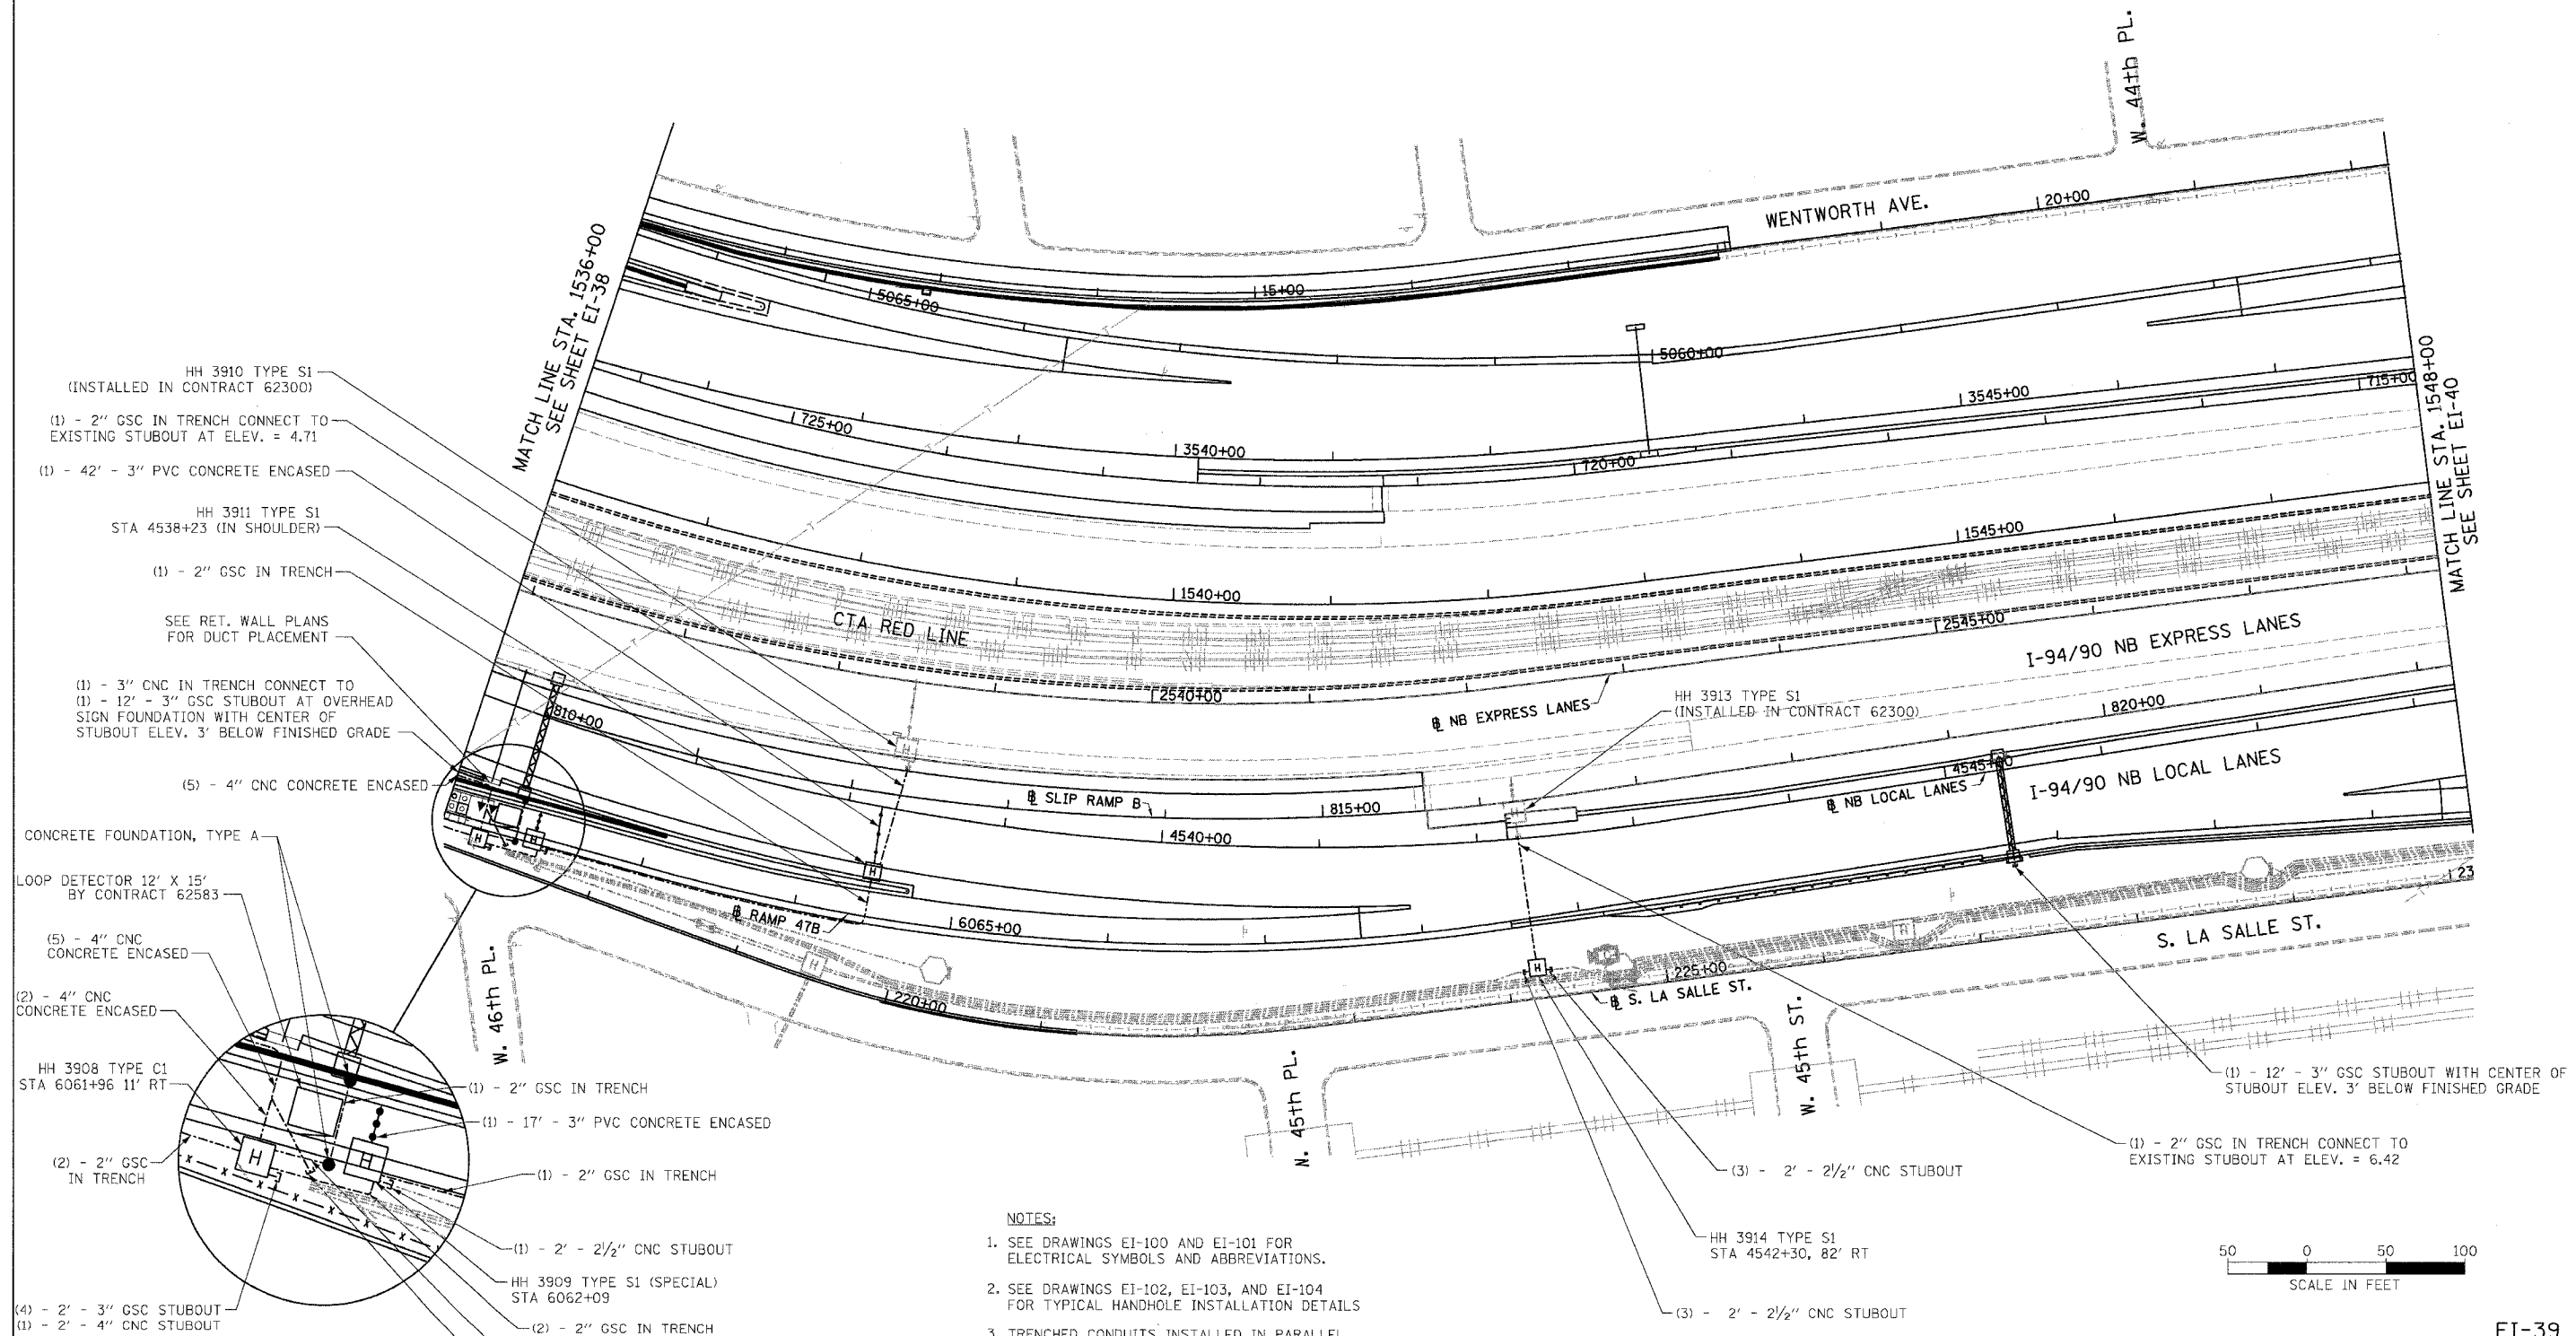 W. 44th PL.
WENTWORTH AVE.
20+00
MATCH LINE STA. 1536+00
SEE SHEET EI-38
5065+00
15+00
5060+00
MATCH LINE STA. 1548+00
SEE SHEET EI-40
HH 3910 TYPE S1
(INSTALLED IN CONTRACT 62300)
(1) - 2" GSC IN TRENCH CONNECT TO
EXISTING STUBOUT AT ELEV. = 4.71
(1) - 42' - 3" PVC CONCRETE ENCASED
HH 3911 TYPE S1
STA 4538+23 (IN SHOULDER)
(1) - 2" GSC IN TRENCH
SEE RET. WALL PLANS
FOR DUCT PLACEMENT
(1) - 3" CNC IN TRENCH CONNECT TO
(1) - 12' - 3" GSC STUBOUT AT OVERHEAD
SIGN FOUNDATION WITH CENTER OF
STUBOUT ELEV. 3' BELOW FINISHED GRADE
(5) - 4" CNC CONCRETE ENCASED
CONCRETE FOUNDATION, TYPE A
LOOP DETECTOR 12' X 15'
BY CONTRACT 62583
(5) - 4" CNC
CONCRETE ENCASED
(2) - 4" CNC
CONCRETE ENCASED
HH 3908 TYPE C1
STA 6061+96 11' RT
(2) - 2" GSC
IN TRENCH
(4) - 2' - 3" GSC STUBOUT
(1) - 2' - 4" CNC STUBOUT
725+00
3540+00
3545+00
715+00
720+00
1540+00
1545+00
CTA RED LINE
2540+00
2545+00
I-94/90 NB EXPRESS LANES
NB EXPRESS LANES
HH 3913 TYPE S1
(INSTALLED IN CONTRACT 62300)
810+00
SLIP RAMP B
815+00
820+00
4540+00
4545+00
NB LOCAL LANES
I-94/90 NB LOCAL LANES
H
H
H
H
H
RAMP 47B
6065+00
H
H
H
220+00
225+00
23
S. LA SALLE ST.
S. LA SALLE ST.
W. 46th PL.
N. 45th PL.
W. 45th ST.
H
H
(1) - 2" GSC IN TRENCH
(1) - 17' - 3" PVC CONCRETE ENCASED
(1) - 2" GSC IN TRENCH
(1) - 2' - 2 1/2" CNC STUBOUT
HH 3909 TYPE S1 (SPECIAL)
STA 6062+09
(2) - 2" GSC IN TRENCH
(1) - 12' - 3" GSC STUBOUT WITH CENTER OF
STUBOUT ELEV. 3' BELOW FINISHED GRADE
(1) - 2" GSC IN TRENCH CONNECT TO
EXISTING STUBOUT AT ELEV. = 6.42
(3) - 2' - 2 1/2" CNC STUBOUT
HH 3914 TYPE S1
STA 4542+30, 82' RT
(3) - 2' - 2 1/2" CNC STUBOUT
NOTES:
1. SEE DRAWINGS EI-100 AND EI-101 FOR
ELECTRICAL SYMBOLS AND ABBREVIATIONS.
2. SEE DRAWINGS EI-102, EI-103, AND EI-104
FOR TYPICAL HANDHOLE INSTALLATION DETAILS
3. TRENCHED CONDUITS INSTALLED IN PARALLEL
50 0 50 100
SCALE IN FEET
EI-39